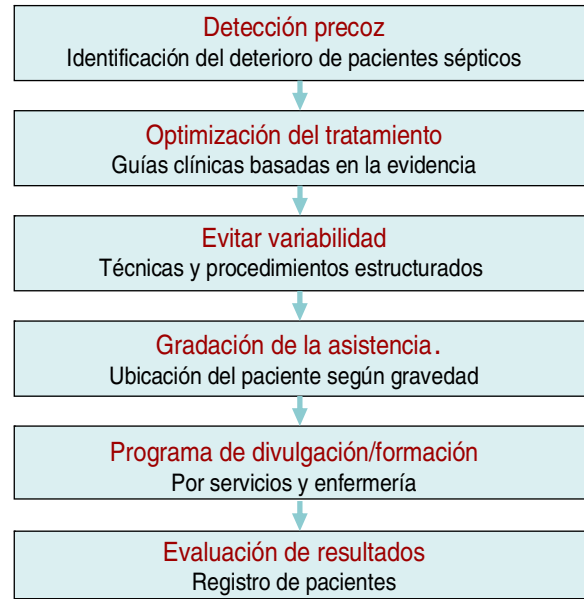 Detección precoz
Identificación del deterioro de pacientes sépticos
Optimización del tratamiento
Guías clínicas basadas en la evidencia
Evitar variabilidad
Técnicas y procedimientos estructurados
Gradación de la asistencia.
Ubicación del paciente según gravedad
Programa de divulgación/formación
Por servicios y enfermería
Evaluación de resultados
Registro de pacientes